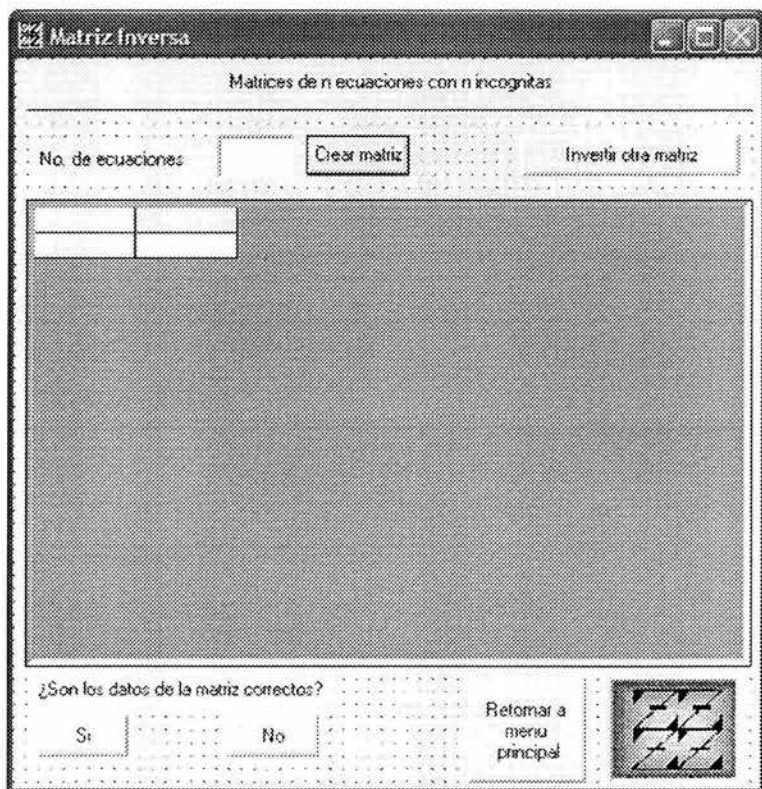 Matriz Inversa
Matrices de n ecuaciones con n incognitas
No. de ecuaciones
Crear matriz
Invertir otra matriz
¿Son los datos de la matriz correctos?
Si
No
Retornar a
menu
principal